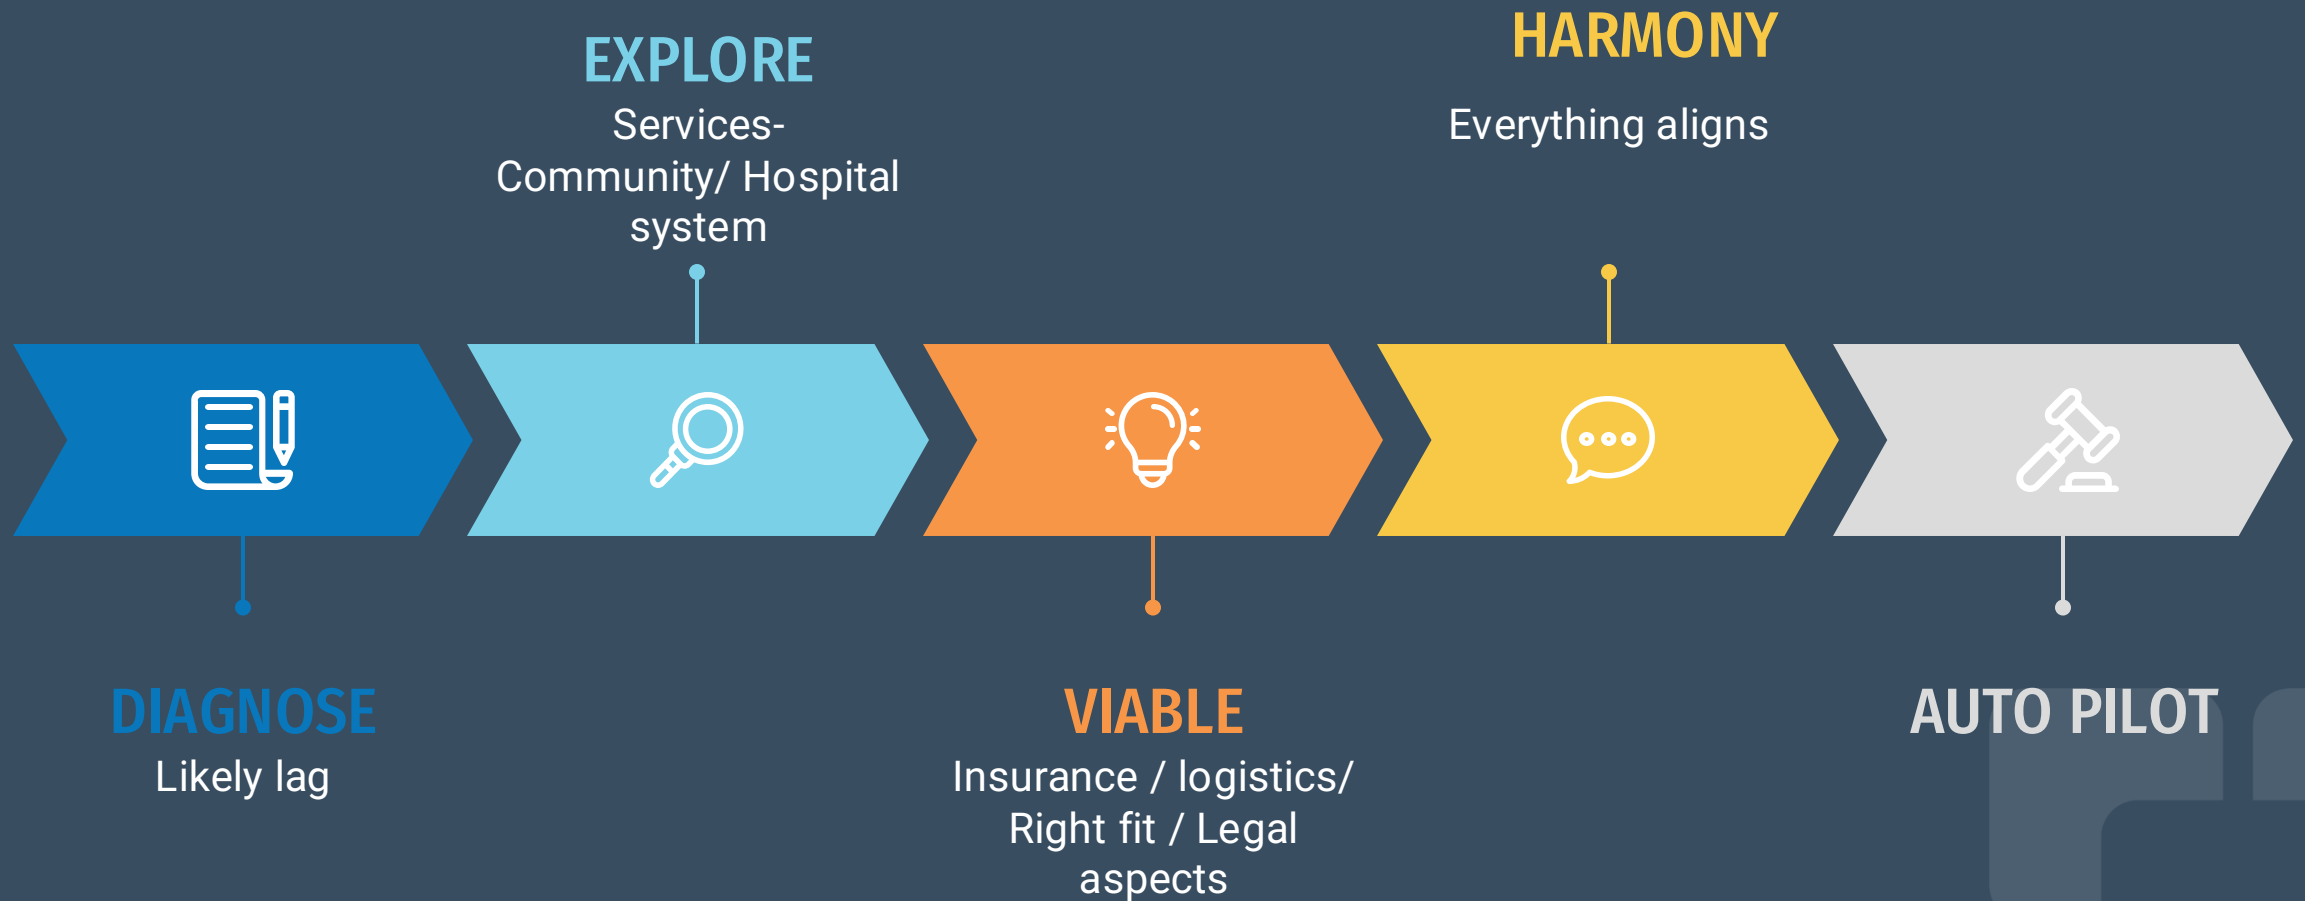 DIAGNOSE
Likely lag
EXPLORE
Services-
Community/ Hospital
system
VIABLE
Insurance / logistics/
Right fit / Legal
aspects
HARMONY
Everything aligns
AUTO PILOT